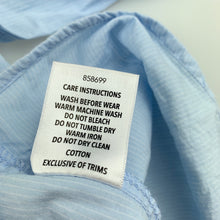 858699
CARE INSTRUCTIONS
WASH BEFORE WEAR
WARM MACHINE WASH
DO NOT BLEACH
DO NOT TUMBLE DRY
WARM IRON
DO NOT DRY CLEAN
COTTON
EXCLUSIVE OF TRIMS